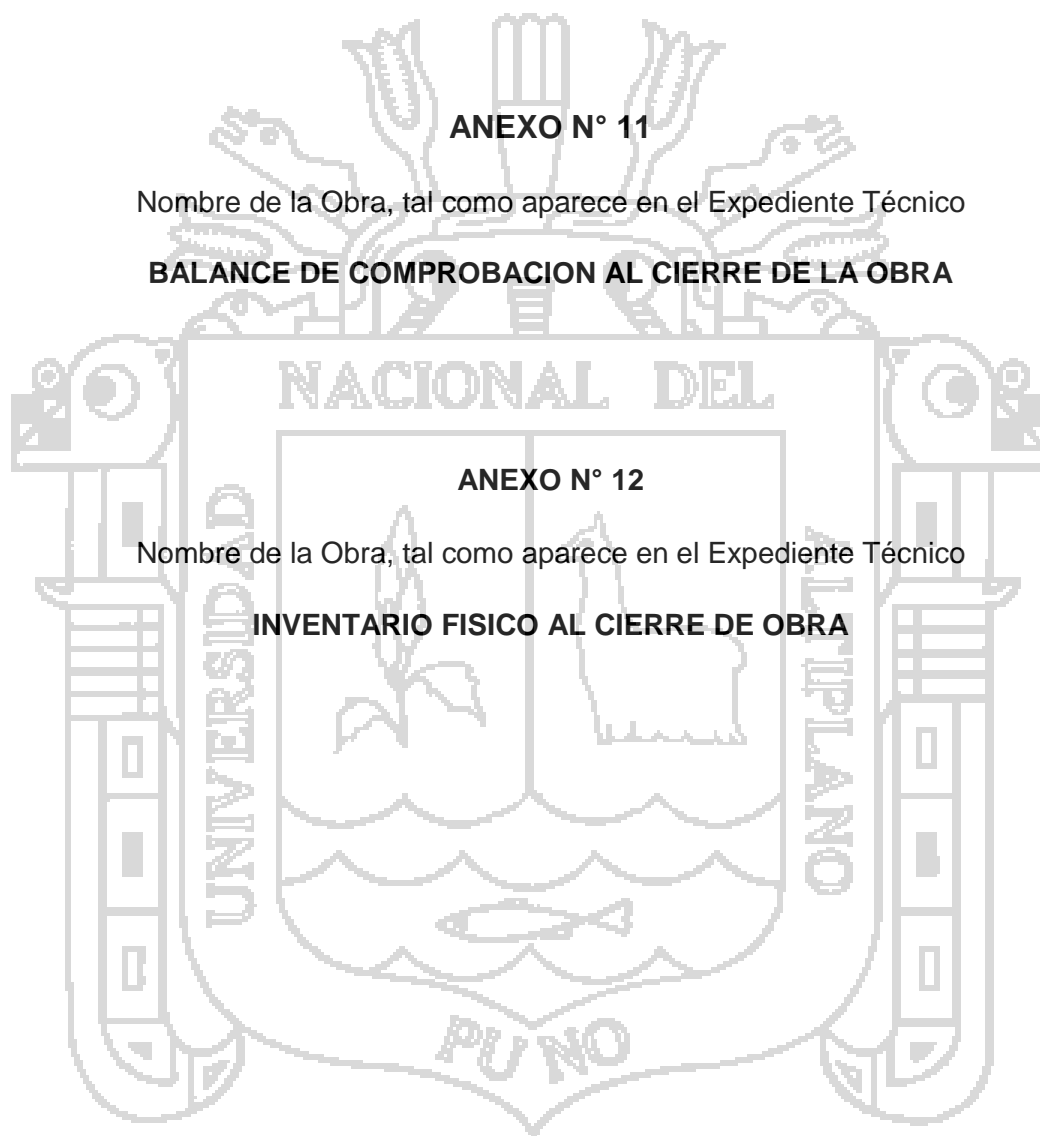 ANEXO N° 11
Nombre de la Obra, tal como aparece en el Expediente Técnico
BALANCE DE COMPROBACION AL CIERRE DE LA OBRA
NACIONAL DEL
ANEXO N° 12
Nombre de la Obra, tal como aparece en el Expediente Técnico
INVENTARIO FISICO AL CIERRE DE OBRA
UNIVERSIDAD
ALTIPLANO
PUNO